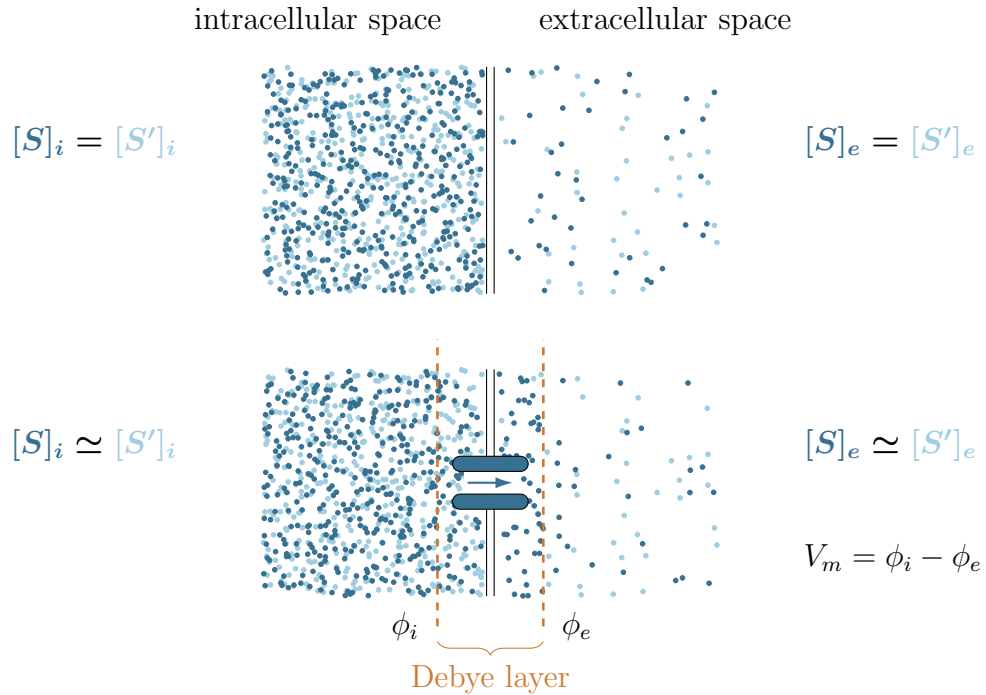 intracellular space
extracellular space
[S]ᵢ = [S′]ᵢ
[S]ₑ = [S′]ₑ
[S]ᵢ ≃ [S′]ᵢ
[S]ₑ ≃ [S′]ₑ
Vₘ = ϕᵢ − ϕₑ
ϕᵢ
ϕₑ
Debye layer